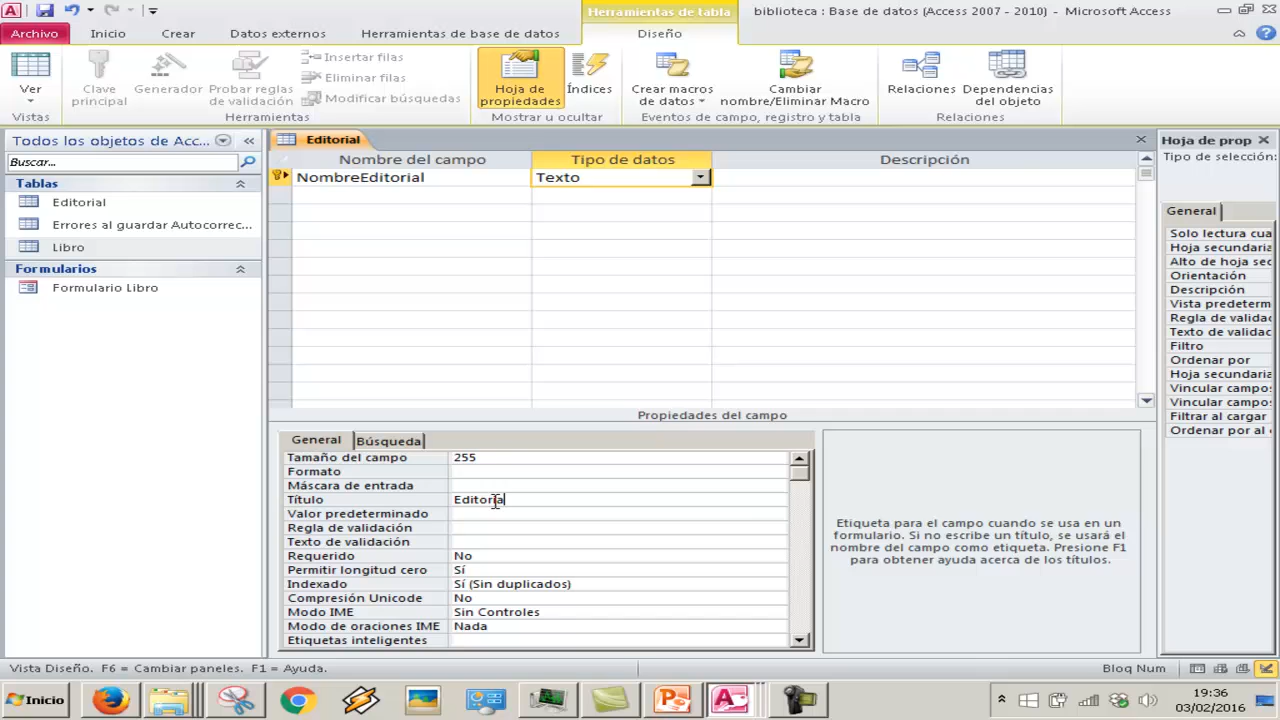 Herramientas de tabla
biblioteca : Base de datos (Access 2007 - 2010) - Microsoft Access
Archivo
Inicio
Crear
Datos externos
Herramientas de base de datos
Diseño
Ver
Clave principal
Generador
Probar reglas de validación
Insertar filas
Eliminar filas
Modificar búsquedas
Hoja de propiedades
Índices
Crear macros de datos
Cambiar nombre/Eliminar Macro
Relaciones
Dependencias del objeto
Vistas
Herramientas
Mostrar u ocultar
Eventos de campo, registro y tabla
Relaciones
Todos los objetos de Acc...
Buscar...
Tablas
Editorial
Errores al guardar Autocorrec...
Libro
Formularios
Formulario Libro
Editorial
Nombre del campo
Tipo de datos
Descripción
NombreEditorial
Texto
Propiedades del campo
General
Búsqueda
Tamaño del campo 255
Formato
Máscara de entrada
Título Editoria
Valor predeterminado
Regla de validación
Texto de validación
Requerido No
Permitir longitud cero Sí
Indexado Sí (Sin duplicados)
Compresión Unicode No
Modo IME Sin Controles
Modo de oraciones IME Nada
Etiquetas inteligentes
Etiqueta para el campo cuando se usa en un
formulario. Si no escribe un título, se usará el
nombre del campo como etiqueta. Presione F1
para obtener ayuda acerca de los títulos.
Hoja de prop
Tipo de selección:
General
Solo lectura cua
Hoja secundaria
Alto de hoja sec
Orientación
Descripción
Vista predeterm
Regla de valida
Texto de validac
Filtro
Ordenar por
Hoja secundaria
Vincular campo
Vincular campo
Filtrar al cargar
Ordenar por al
Vista Diseño. F6 = Cambiar paneles. F1 = Ayuda.
Bloq Num
Inicio
19:36
03/02/2016